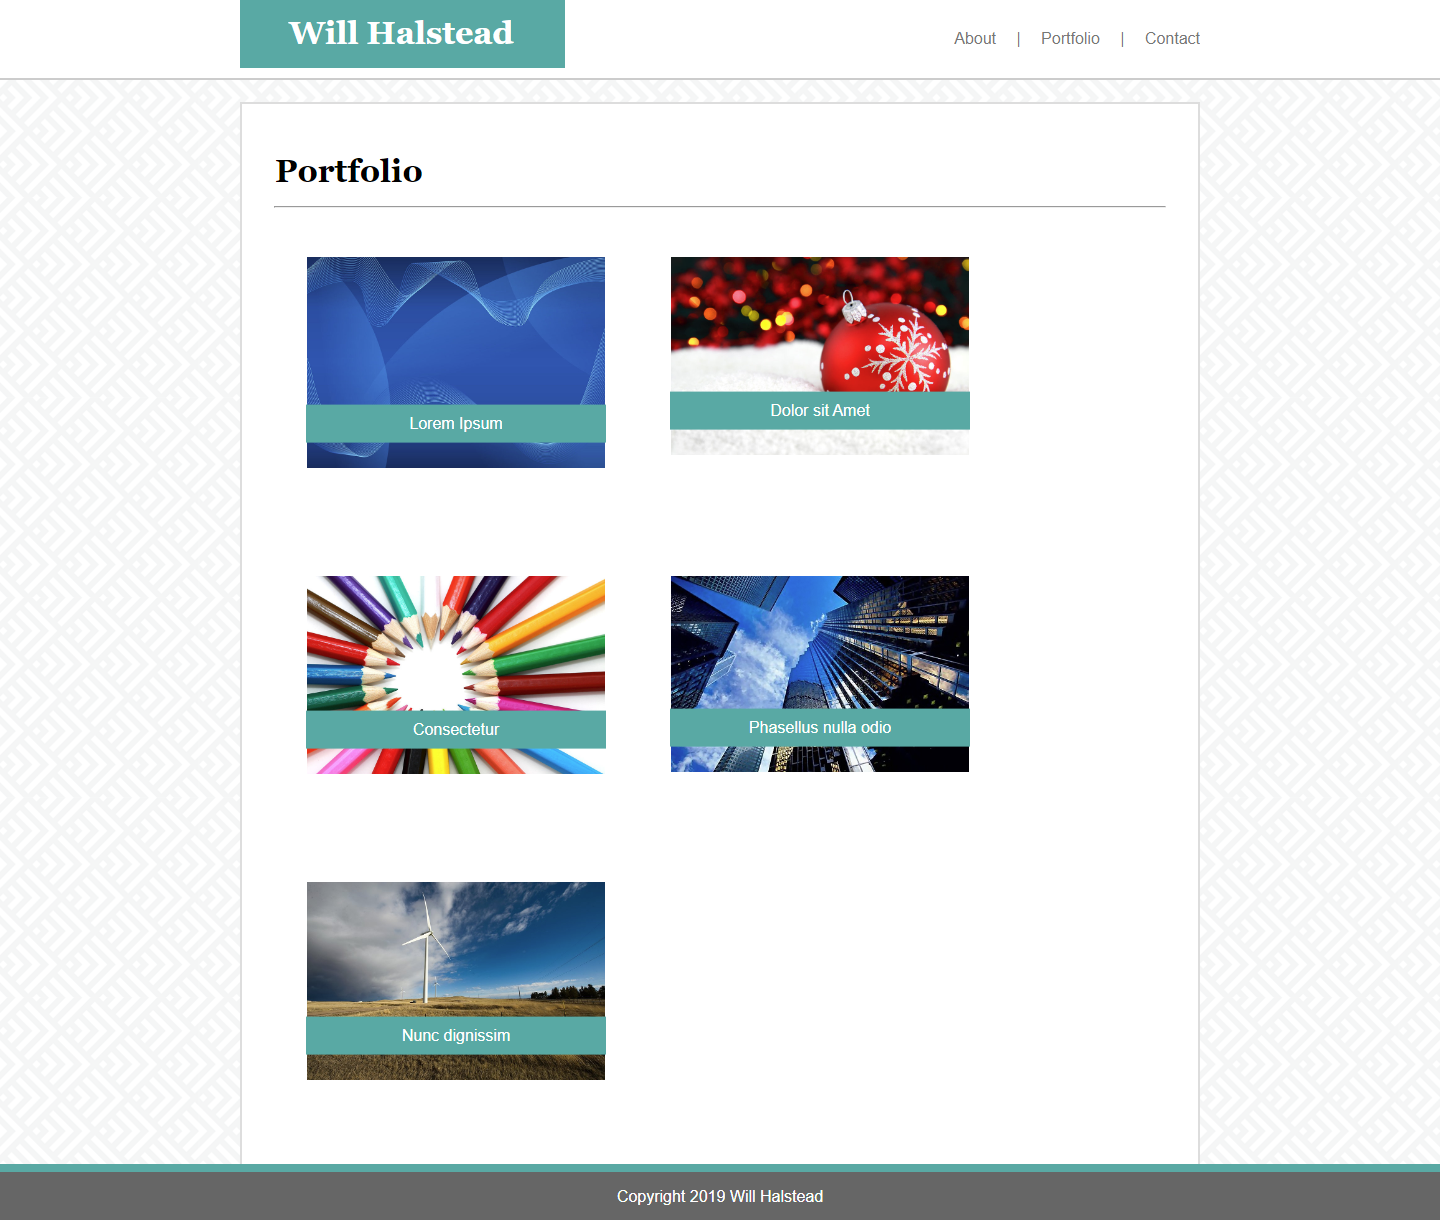 Will Halstead
About | Portfolio | Contact
Portfolio
Lorem Ipsum
Dolor sit Amet
Consectetur
Phasellus nulla odio
Nunc dignissim
Copyright 2019 Will Halstead